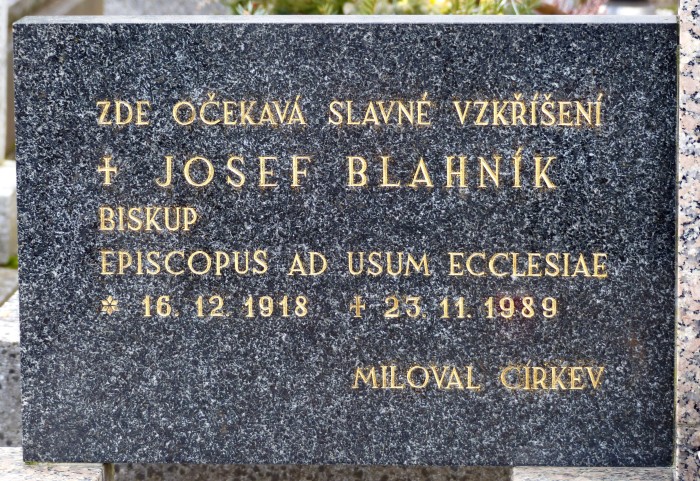 ZDE OČEKAVÁ SLAVNÉ VZKŘÍŠENÍ
✝ JOSEF BLAHNÍK
BISKUP
EPISCOPUS AD USUM ECCLESIAE
✲ 16. 12. 1918 ✝ 23. 11. 1989
MILOVAL CÍRKEV